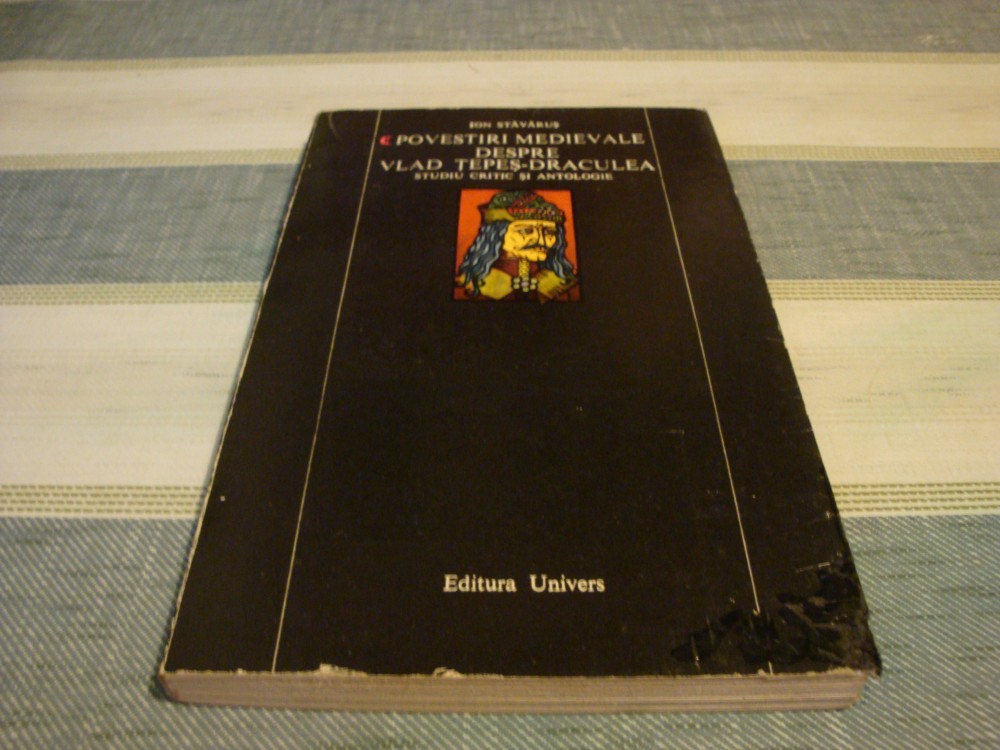 ION STĂVĂRUȘ
POVESTIRI MEDIEVALE
DESPRE
VLAD ȚEPEȘ-DRACULEA
STUDIU CRITIC ȘI ANTOLOGIE
Editura Univers